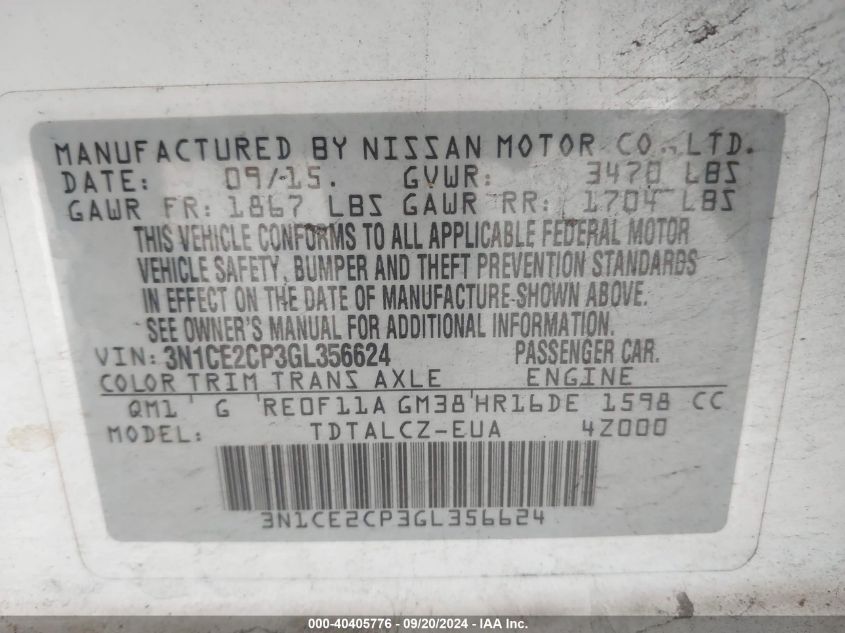 MANUFACTURED BY NISSAN MOTOR CO., LTD.
DATE: 09/15. GVWR: 3470 LBS
GAWR FR: 1867 LBS GAWR RR: 1704 LBS
THIS VEHICLE CONFORMS TO ALL APPLICABLE FEDERAL MOTOR
VEHICLE SAFETY, BUMPER AND THEFT PREVENTION STANDARDS
IN EFFECT ON THE DATE OF MANUFACTURE SHOWN ABOVE.
SEE OWNER'S MANUAL FOR ADDITIONAL INFORMATION.
VIN: 3N1CE2CP3GL356624 PASSENGER CAR.
COLOR TRIM TRANS AXLE ENGINE
QM1 G RE0F11A GM38 HR16DE 1598 CC
MODEL: TDTALCZ-EUA 4Z000
3N1CE2CP3GL356624
000-40405776 - 09/20/2024 - IAA Inc.